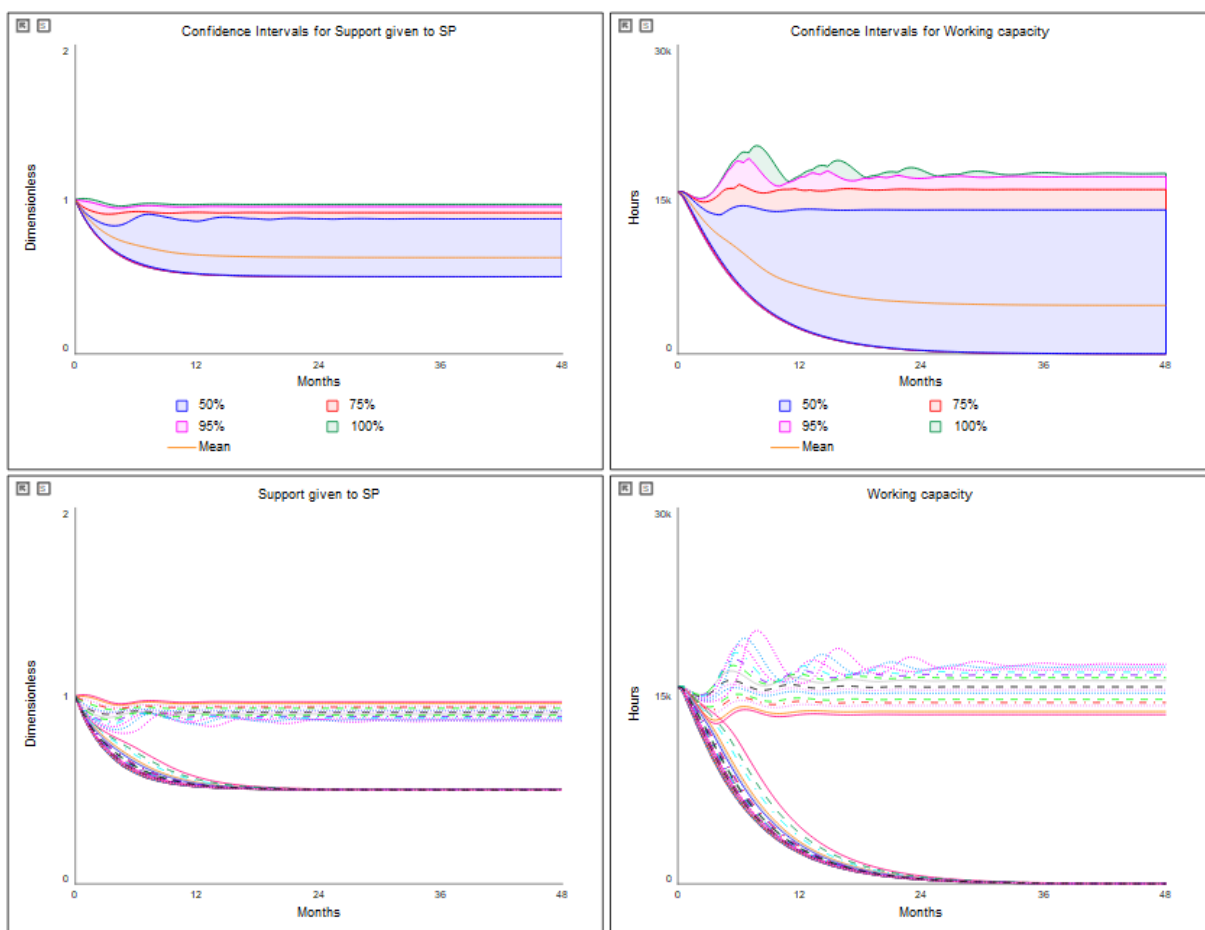 Confidence Intervals for Support given to SP
2
Dimensionless
1
0
0 12 24 36 48
Months
50% 75%
95% 100%
Mean
Confidence Intervals for Working capacity
30k
Hours
15k
0
0 12 24 36 48
Months
50% 75%
95% 100%
Mean
Support given to SP
2
Dimensionless
1
0
0 12 24 36 48
Months
Working capacity
30k
Hours
15k
0
0 12 24 36 48
Months